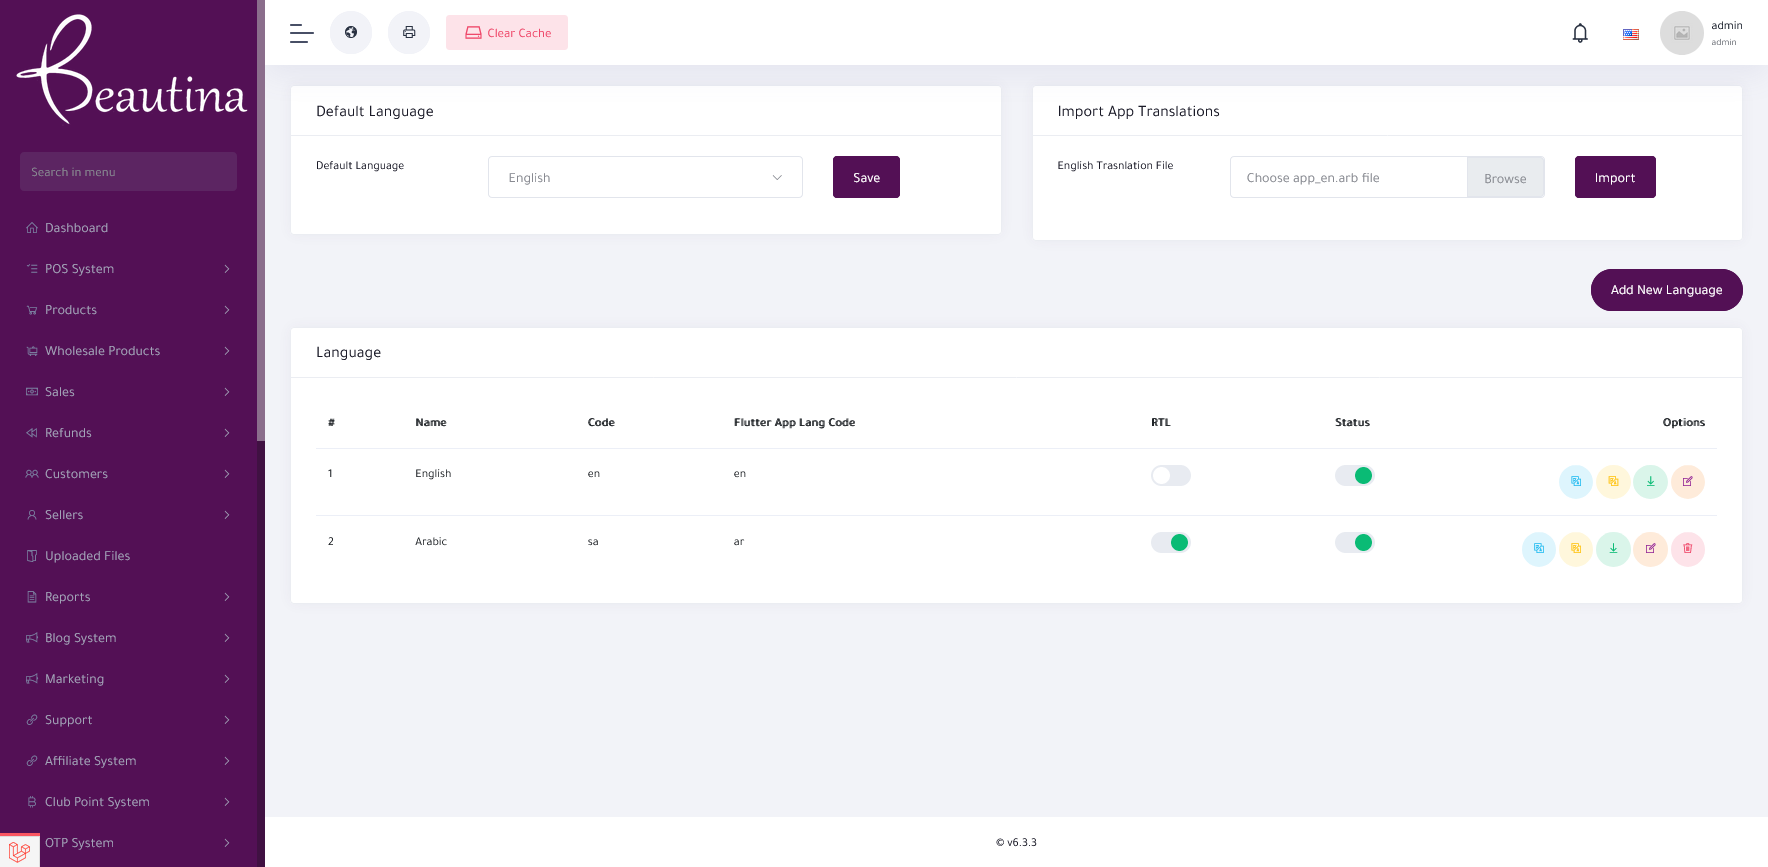 Beautina
Search in menu
Dashboard
POS System
Products
Wholesale Products
Sales
Refunds
Customers
Sellers
Uploaded Files
Reports
Blog System
Marketing
Support
Affiliate System
Club Point System
OTP System
Clear Cache
admin
admin
Default Language
Default Language
English
Save
Import App Translations
English Trasnlation File
Choose app_en.arb file
Browse
Import
Add New Language
Language
# Name Code Flutter App Lang Code RTL Status Options
1 English en en
2 Arabic sa ar
© v6.3.3